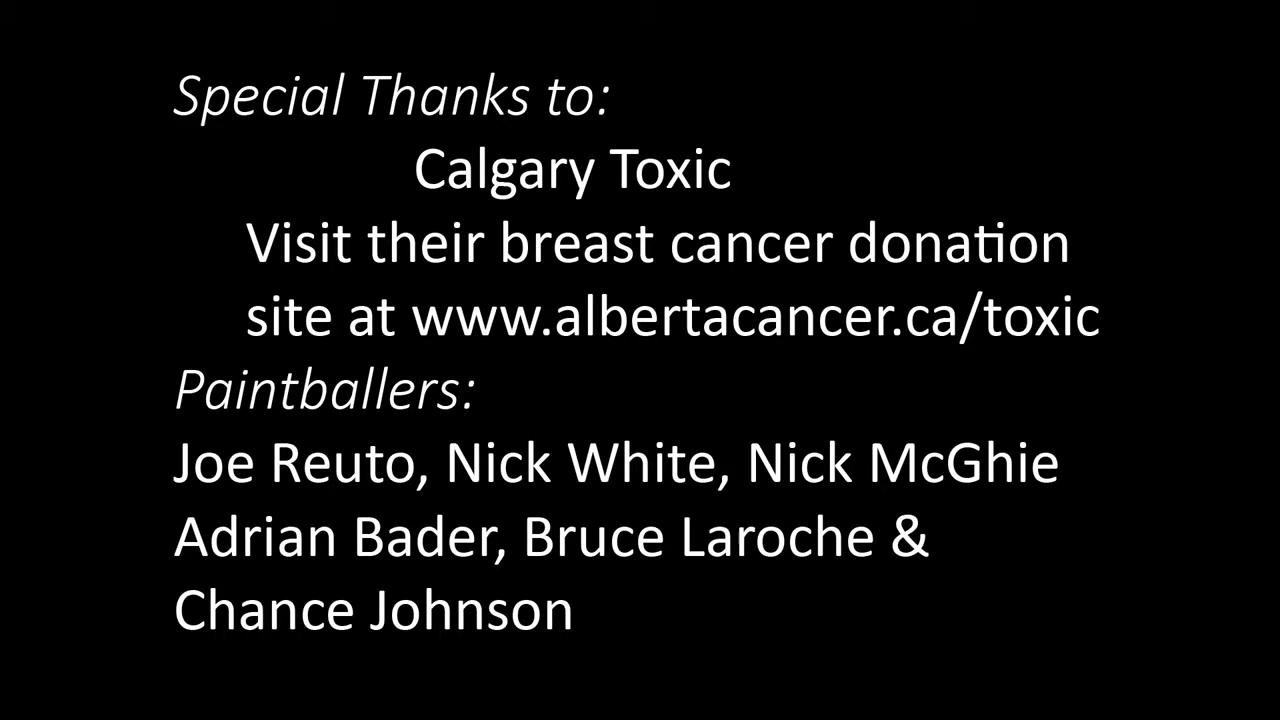 Special Thanks to:
Calgary Toxic
Visit their breast cancer donation
site at www.albertacancer.ca/toxic
Paintballers:
Joe Reuto, Nick White, Nick McGhie
Adrian Bader, Bruce Laroche &
Chance Johnson